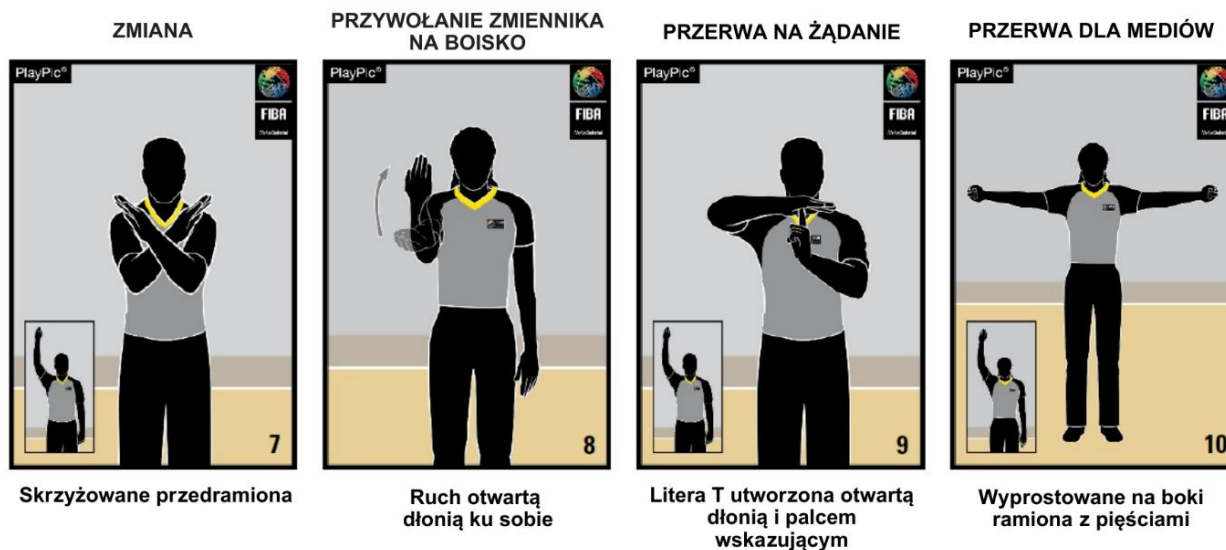 ZMIANA
PRZYWOŁANIE ZMIENNIKA
NA BOISKO
PRZERWA NA ŻĄDANIE
PRZERWA DLA MEDIÓW
PlayPic®
FIBA
PlayPic®
FIBA
PlayPic®
FIBA
PlayPic®
FIBA
7
8
9
10
Skrzyżowane przedramiona
Ruch otwartą
dłonią ku sobie
Litera T utworzona otwartą
dłonią i palcem
wskazującym
Wyprostowane na boki
ramiona z pięściami